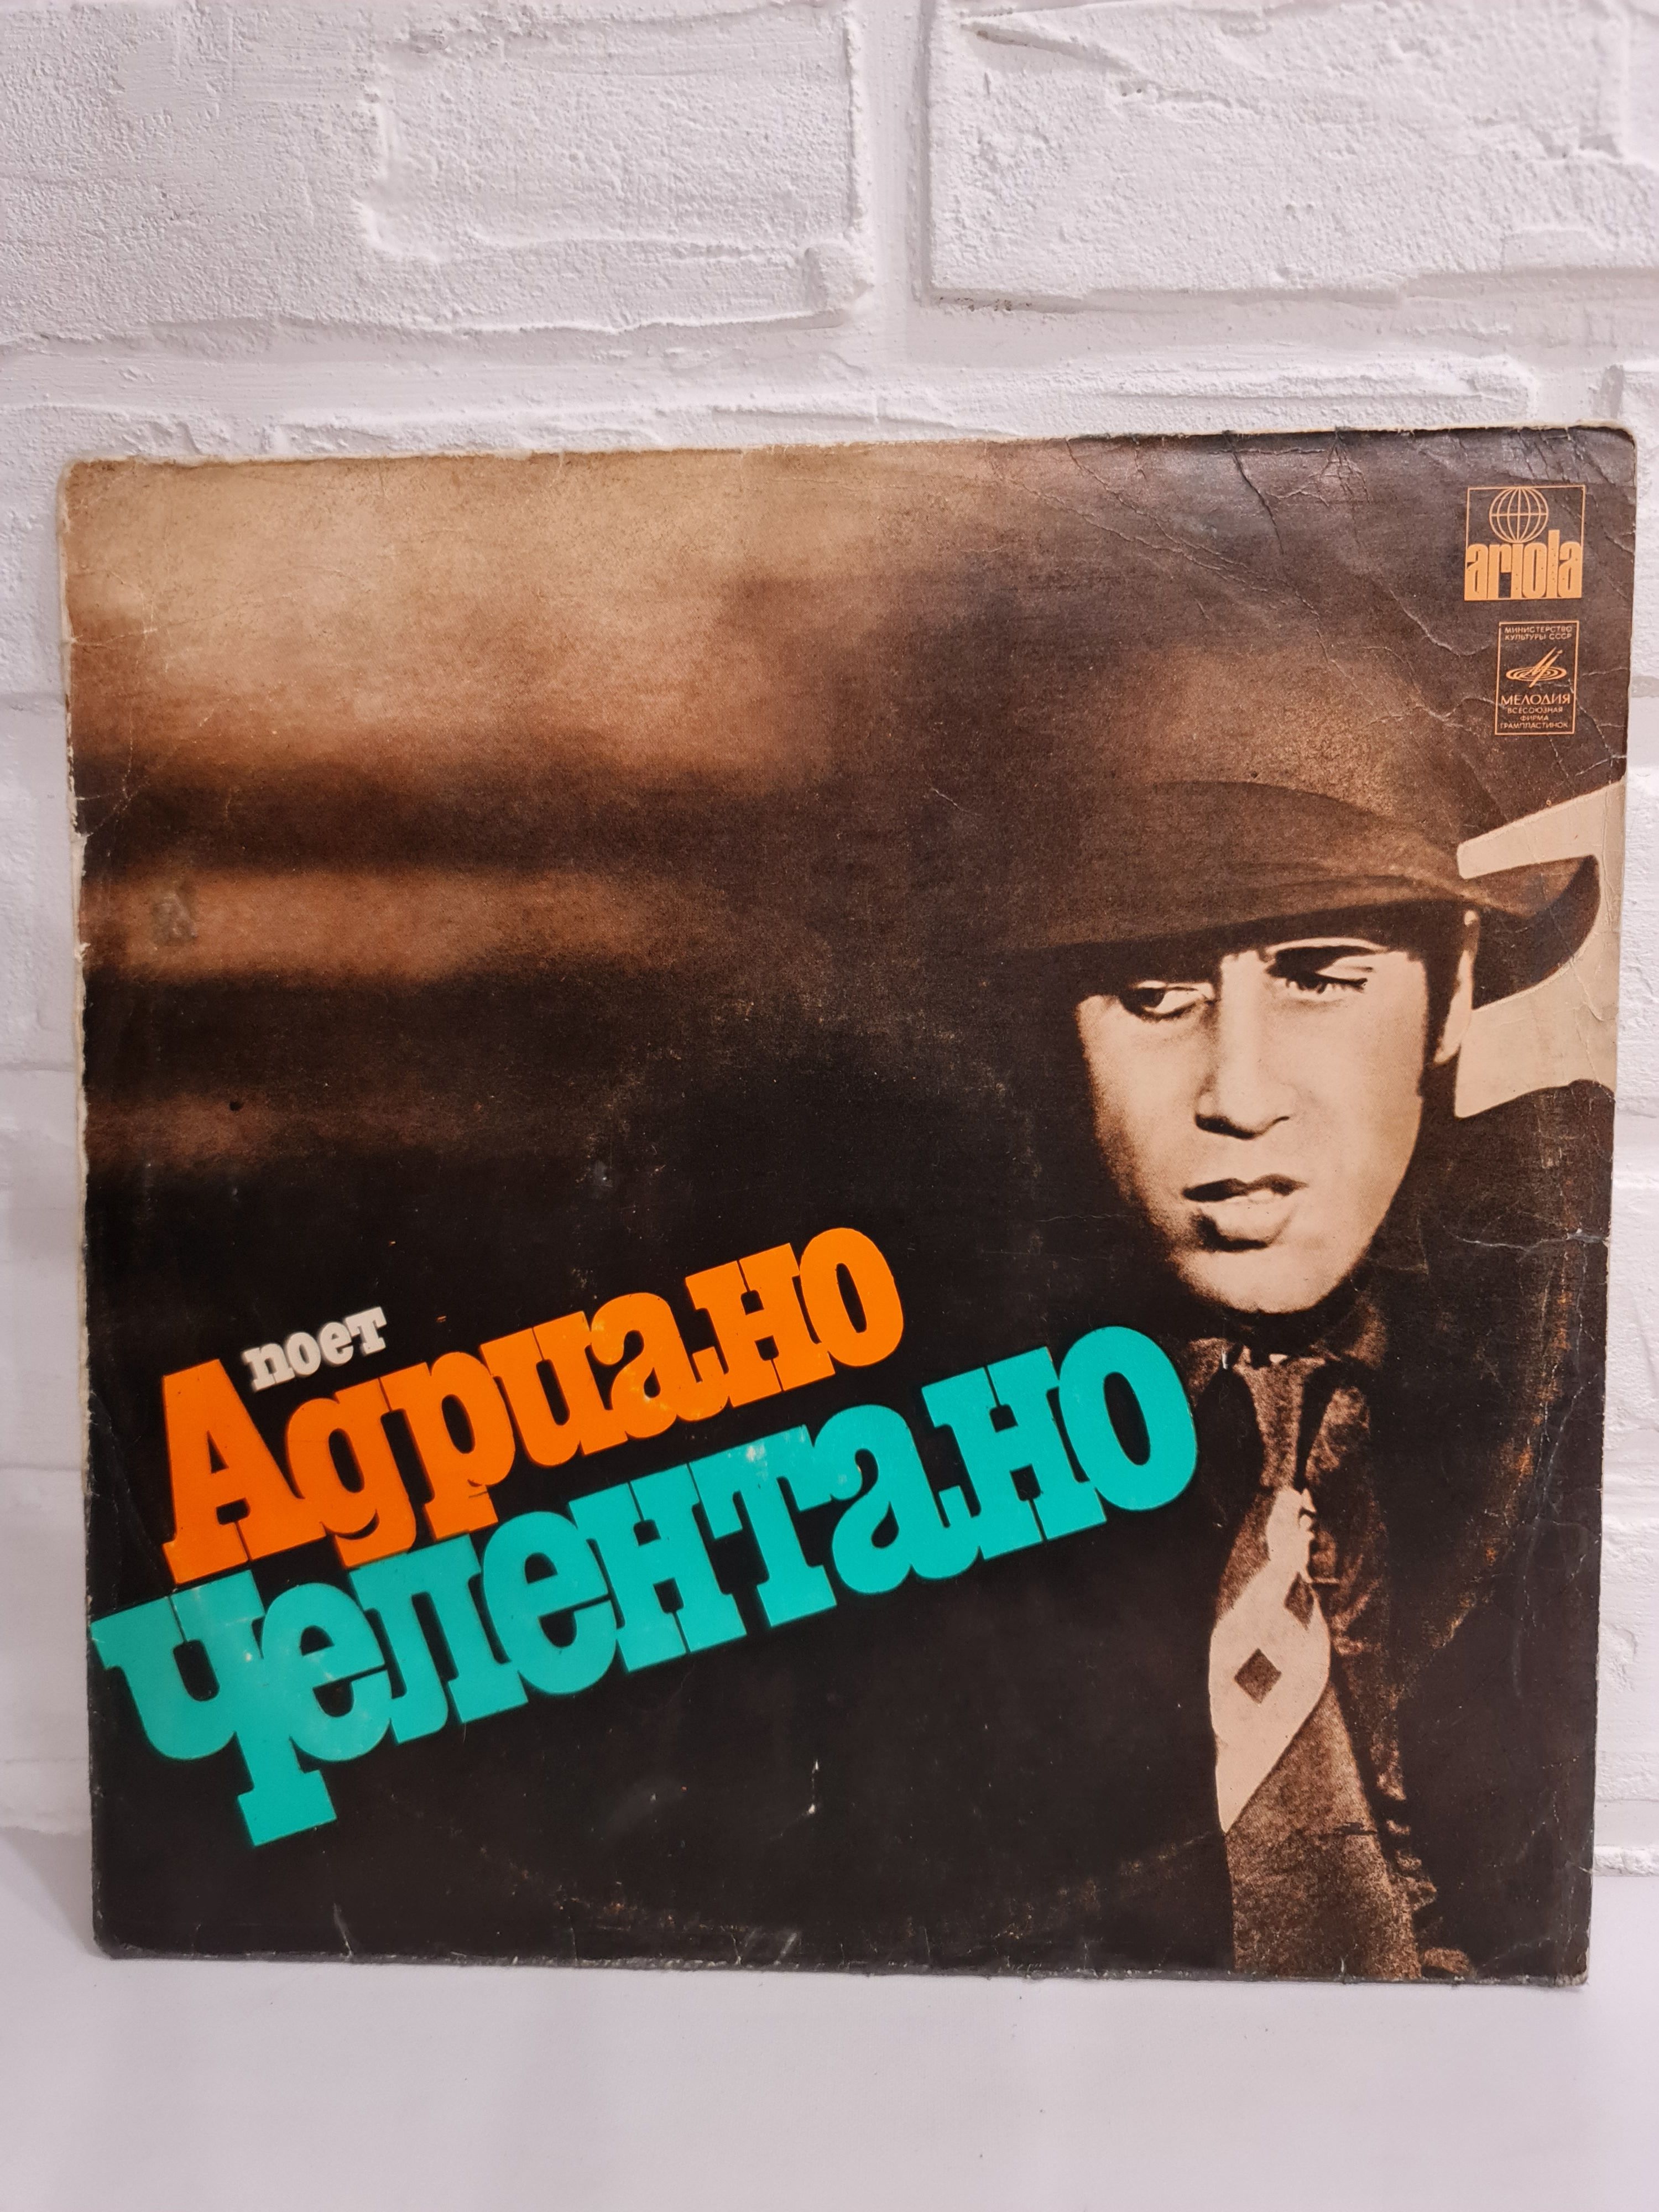 ariola
МИНИСТЕРСТВО
КУЛЬТУРЫ СССР
МЕЛОДИЯ
ВСЕСОЮЗНАЯ
ФИРМА
ГРАМПЛАСТИНОК
поет
Адриано
Челентано